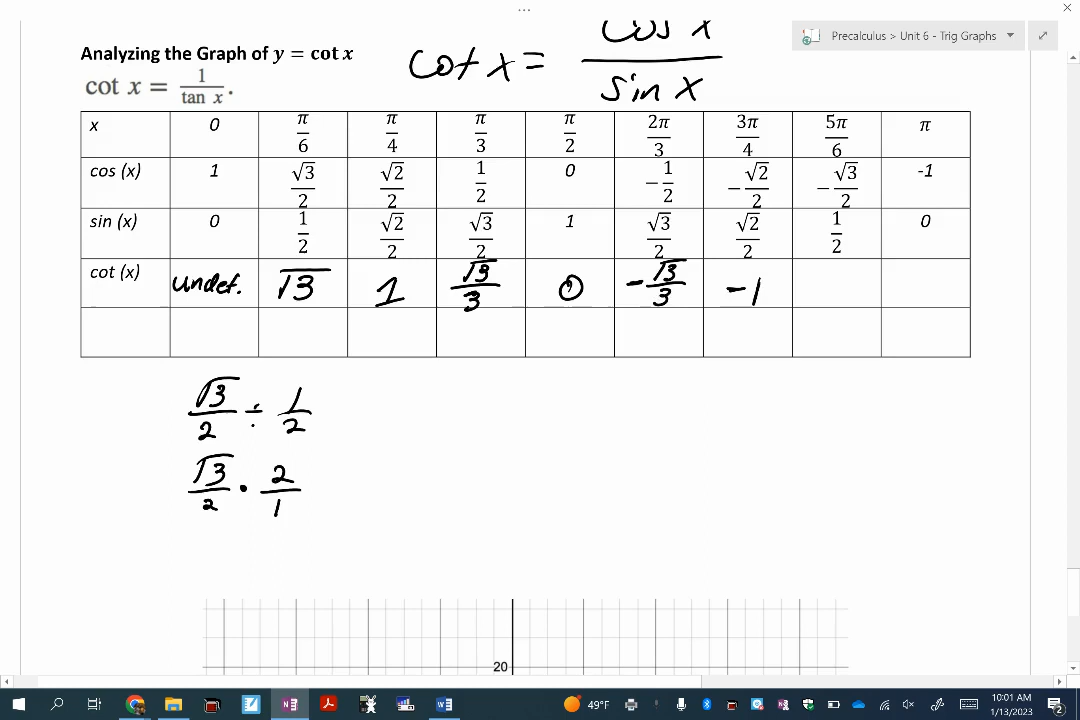 Precalculus > Unit 6 - Trig Graphs
Analyzing the Graph of y = cot x
cot x = 1/tan x.
cot x = cos x / sin x
x 0 π/6 π/4 π/3 π/2 2π/3 3π/4 5π/6 π
cos (x) 1 √3/2 √2/2 1/2 0 -1/2 -√2/2 -√3/2 -1
sin (x) 0 1/2 √2/2 √3/2 1 √3/2 √2/2 1/2 0
cot (x) undef. √3 1 √3/3 0 -√3/3 -1
√3/2 ÷ 1/2
√3/2 · 2/1
20
49°F
10:01 AM
1/13/2023
2